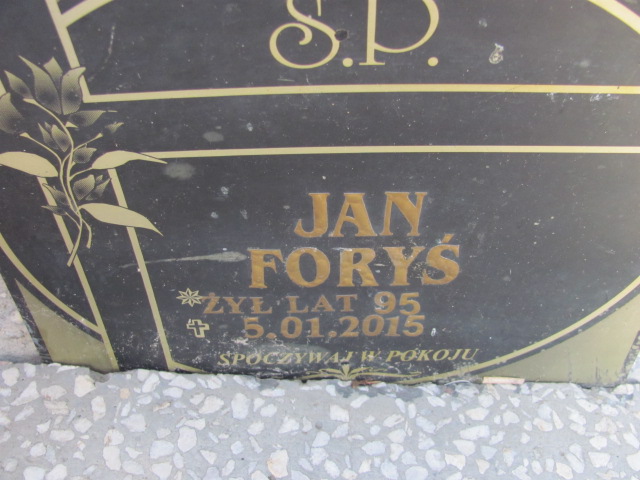 Ś.P.
JAN
FORYŚ
ŻYŁ LAT 95
5.01.2015
SPOCZYWAJ W POKOJU